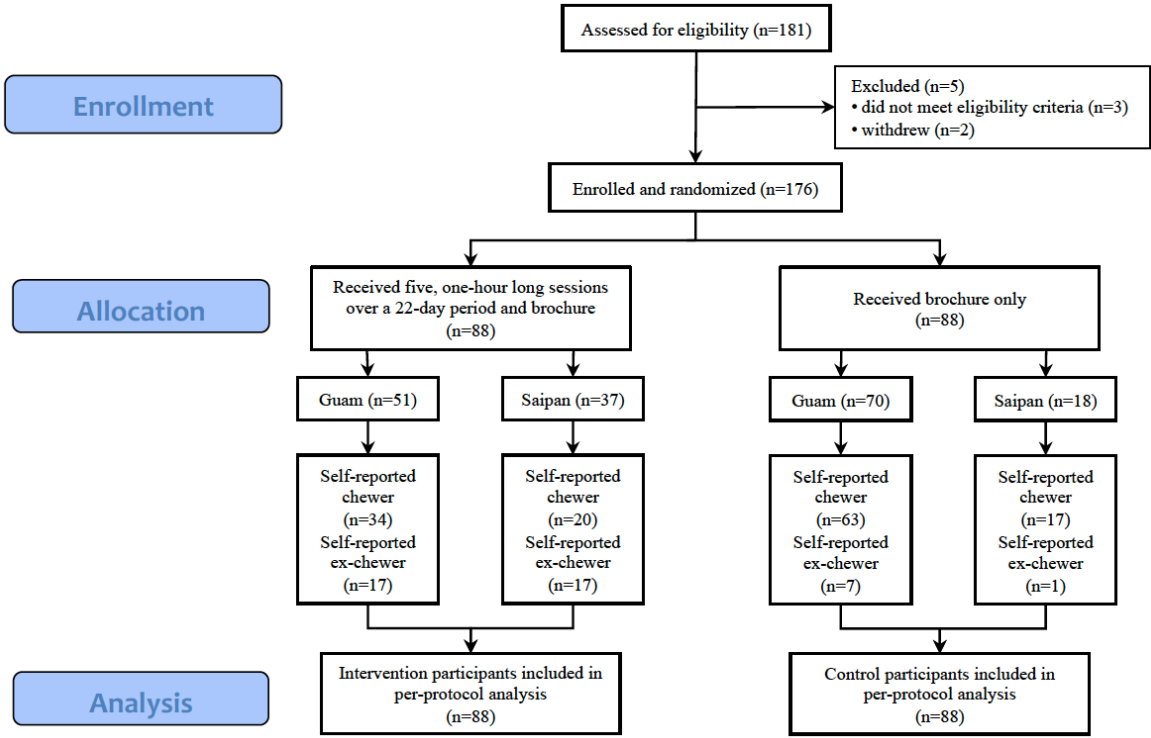 Assessed for eligibility (n=181)
Enrollment
Excluded (n=5)
• did not meet eligibility criteria (n=3)
• withdrew (n=2)
Enrolled and randomized (n=176)
Allocation
Received five, one-hour long sessions
over a 22-day period and brochure
(n=88)
Received brochure only
(n=88)
Guam (n=51)
Saipan (n=37)
Guam (n=70)
Saipan (n=18)
Self-reported
chewer
(n=34)
Self-reported
ex-chewer
(n=17)
Self-reported
chewer
(n=20)
Self-reported
ex-chewer
(n=17)
Self-reported
chewer
(n=63)
Self-reported
ex-chewer
(n=7)
Self-reported
chewer
(n=17)
Self-reported
ex-chewer
(n=1)
Analysis
Intervention participants included in
per-protocol analysis
(n=88)
Control participants included in
per-protocol analysis
(n=88)